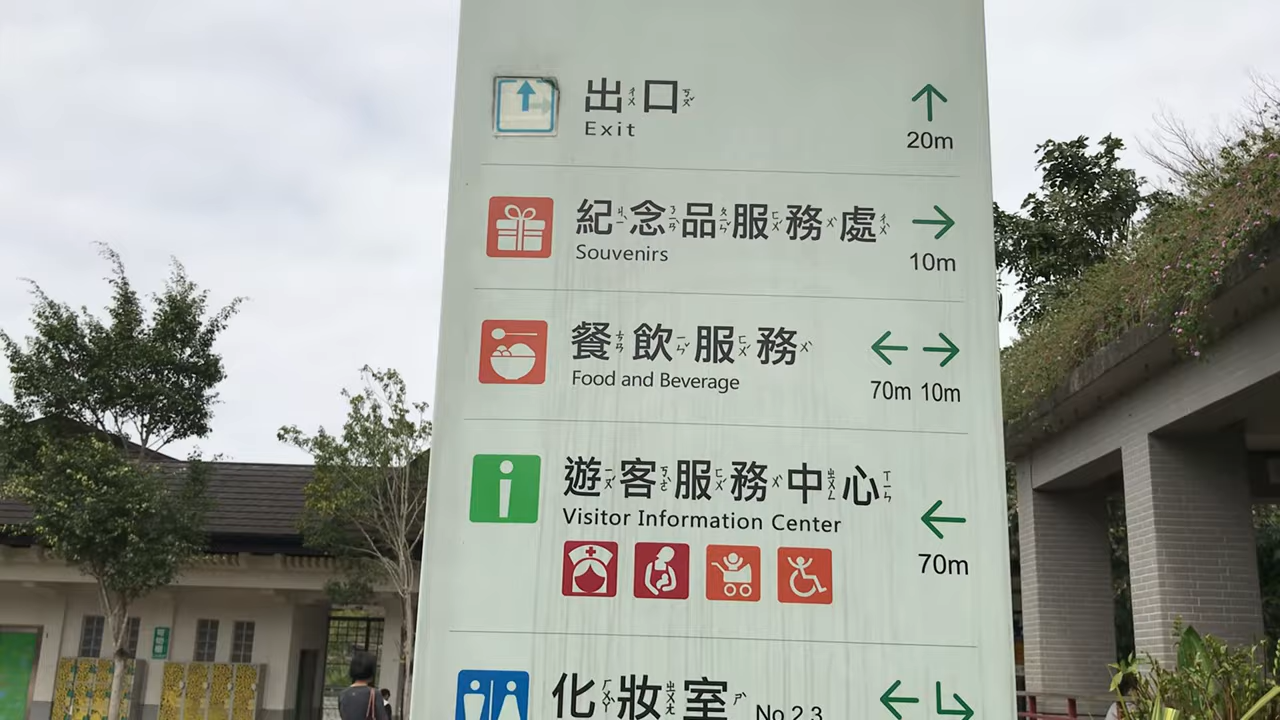 出口
Exit
20m
紀念品服務處
Souvenirs
10m
餐飲服務
Food and Beverage
70m 10m
遊客服務中心
Visitor Information Center
70m
化妝室 No.2.3